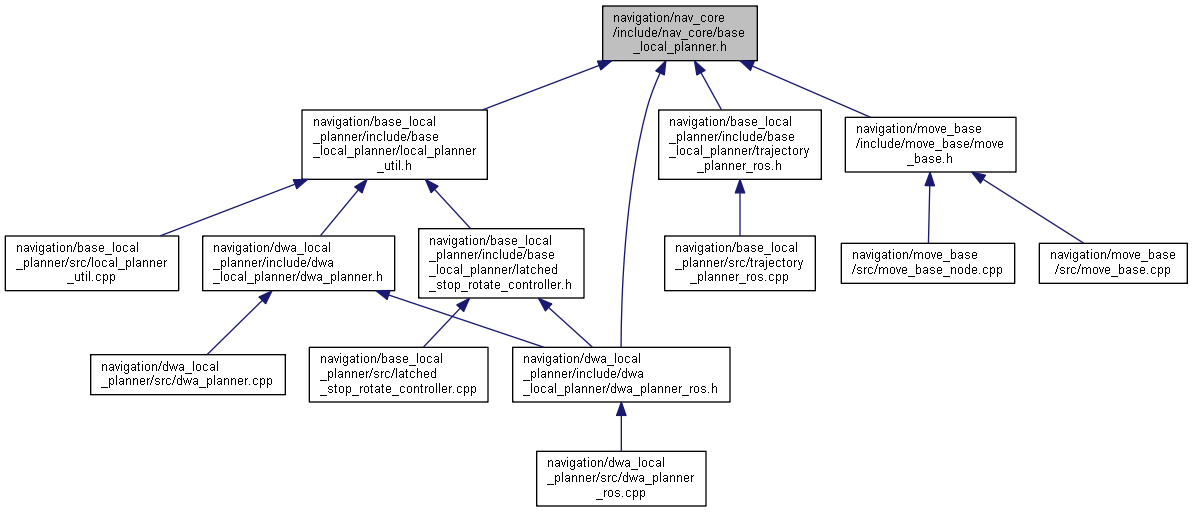 navigation/nav_core
/include/nav_core/base
_local_planner.h
navigation/base_local
_planner/include/base
_local_planner/local_planner
_util.h
navigation/base_local
_planner/include/base
_local_planner/trajectory
_planner_ros.h
navigation/move_base
/include/move_base/move
_base.h
navigation/base_local
_planner/src/local_planner
_util.cpp
navigation/dwa_local
_planner/include/dwa
_local_planner/dwa_planner.h
navigation/base_local
_planner/include/base
_local_planner/latched
_stop_rotate_controller.h
navigation/base_local
_planner/src/trajectory
_planner_ros.cpp
navigation/move_base
/src/move_base_node.cpp
navigation/move_base
/src/move_base.cpp
navigation/dwa_local
_planner/src/dwa_planner.cpp
navigation/base_local
_planner/src/latched
_stop_rotate_controller.cpp
navigation/dwa_local
_planner/include/dwa
_local_planner/dwa_planner_ros.h
navigation/dwa_local
_planner/src/dwa_planner
_ros.cpp